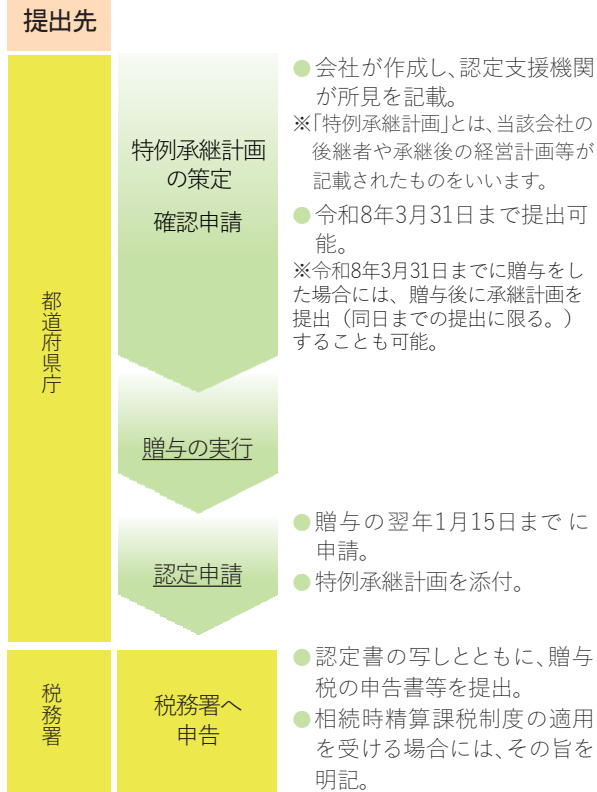 提出先
都道府県庁
特例承継計画
の策定
確認申請
●会社が作成し、認定支援機関
が所見を記載。
※「特例承継計画」とは、当該会社の
後継者や承継後の経営計画等が
記載されたものをいいます。
●令和8年3月31日まで提出可
能。
※令和8年3月31日までに贈与をし
た場合には、贈与後に承継計画を
提出（同日までの提出に限る。）
することも可能。
贈与の実行
認定申請
●贈与の翌年1月15日までに
申請。
●特例承継計画を添付。
税務署
税務署へ
申告
●認定書の写しとともに、贈与
税の申告書等を提出。
●相続時精算課税制度の適用
を受ける場合には、その旨を
明記。